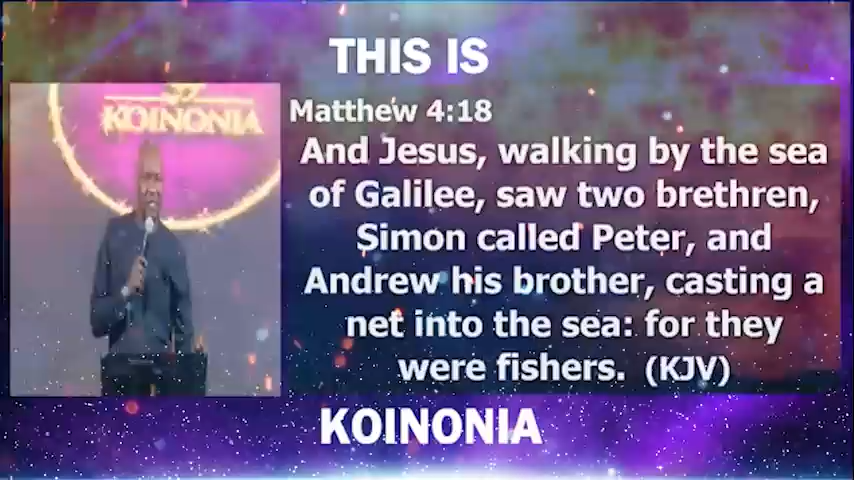 THIS IS
KOINONIA
Matthew 4:18
And Jesus, walking by the sea
of Galilee, saw two brethren,
Simon called Peter, and
Andrew his brother, casting a
net into the sea: for they
were fishers. (KJV)
KOINONIA